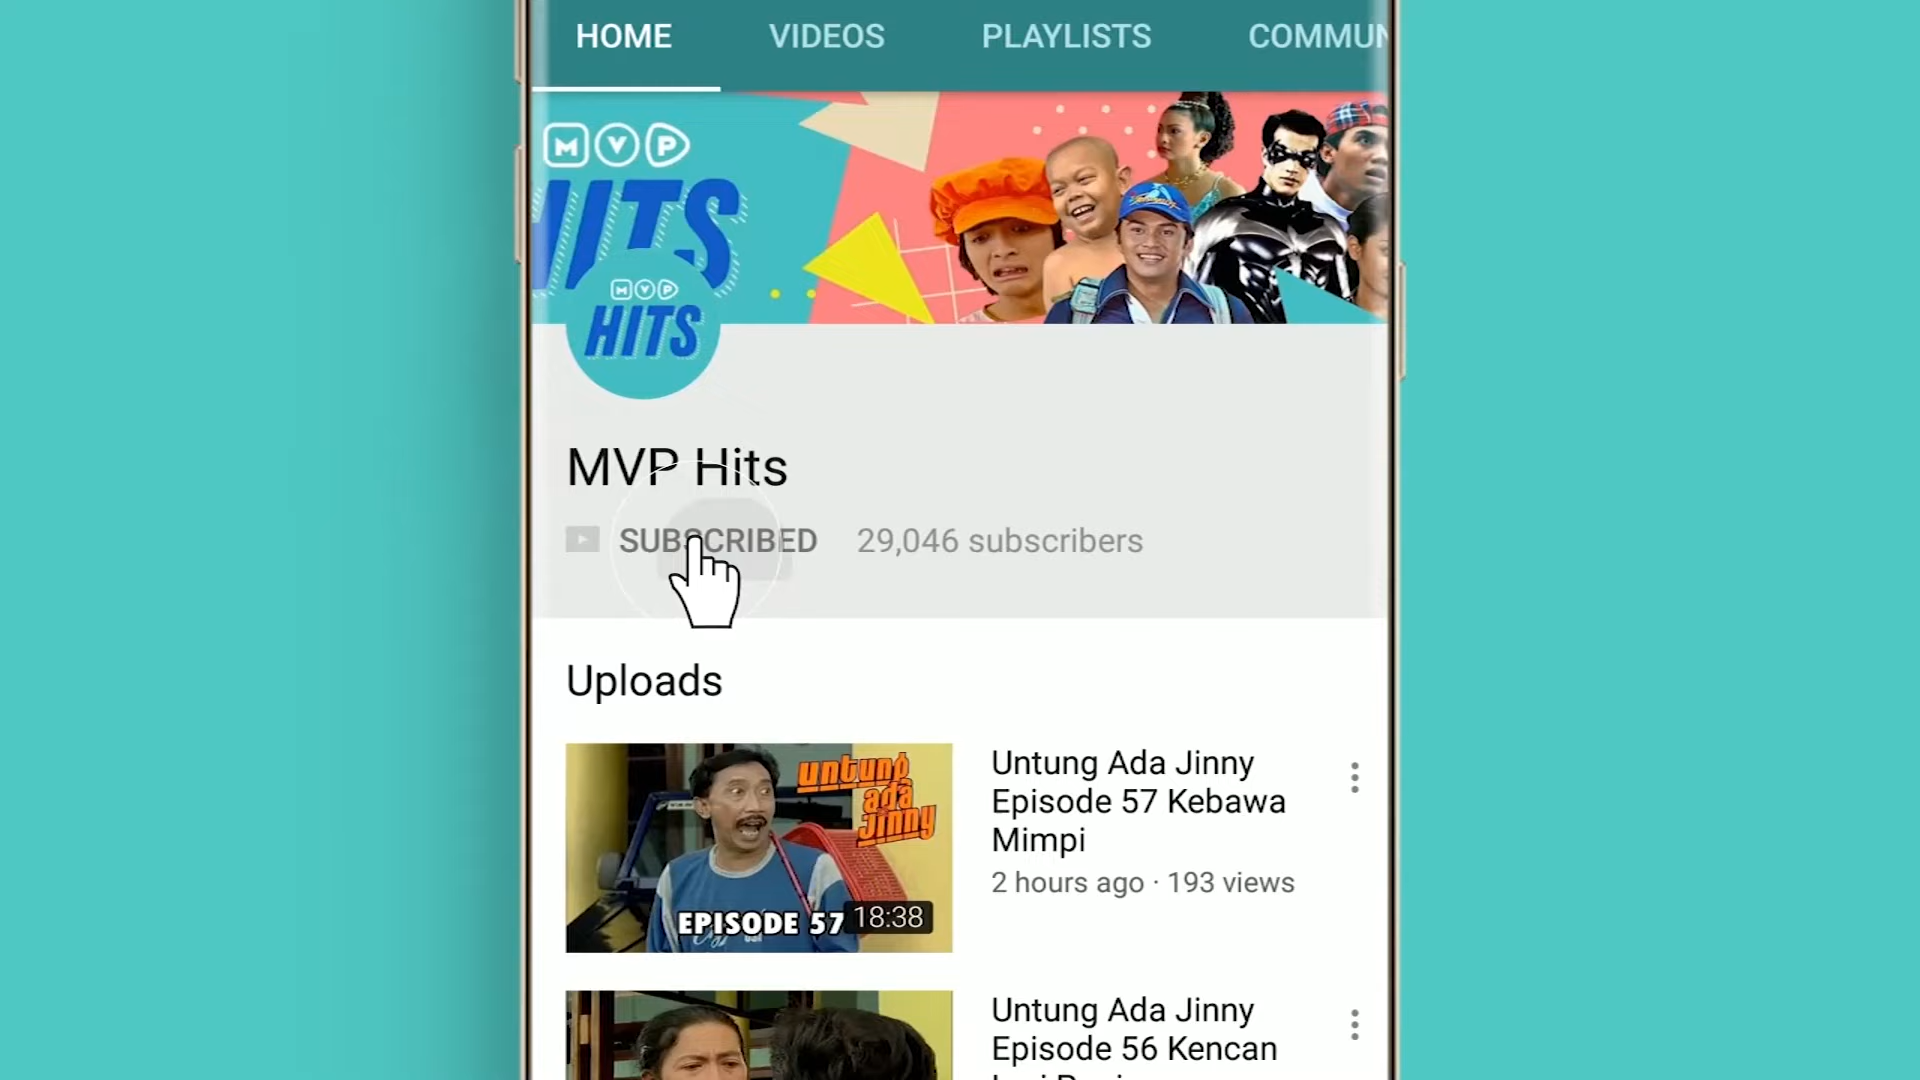 HOME VIDEOS PLAYLISTS COMMUN
MVP
HITS
MVP
HITS
MVP Hits
SUBSCRIBED 29,046 subscribers
Uploads
untung
ada
jinny
EPISODE 57 18:38
Untung Ada Jinny
Episode 57 Kebawa
Mimpi
2 hours ago · 193 views
Untung Ada Jinny
Episode 56 Kencan